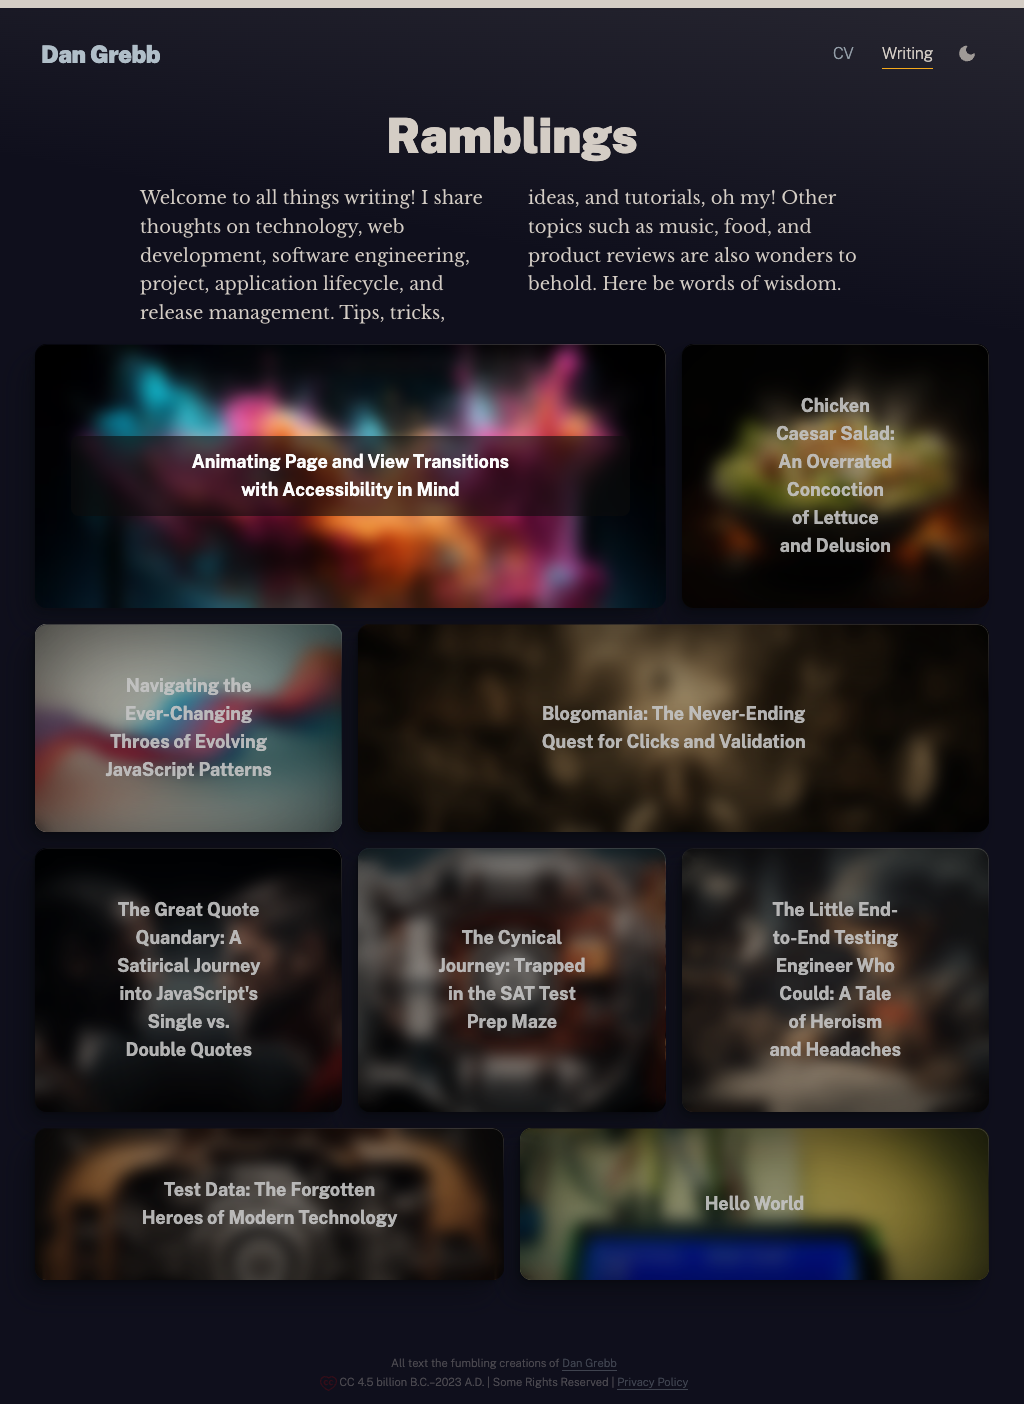 Dan Grebb
CV
Writing
Ramblings
Welcome to all things writing! I share
thoughts on technology, web
development, software engineering,
project, application lifecycle, and
release management. Tips, tricks,
ideas, and tutorials, oh my! Other
topics such as music, food, and
product reviews are also wonders to
behold. Here be words of wisdom.
Animating Page and View Transitions
with Accessibility in Mind
Chicken
Caesar Salad:
An Overrated
Concoction
of Lettuce
and Delusion
Navigating the
Ever-Changing
Throes of Evolving
JavaScript Patterns
Blogomania: The Never-Ending
Quest for Clicks and Validation
The Great Quote
Quandary: A
Satirical Journey
into JavaScript's
Single vs.
Double Quotes
The Cynical
Journey: Trapped
in the SAT Test
Prep Maze
The Little End-
to-End Testing
Engineer Who
Could: A Tale
of Heroism
and Headaches
Test Data: The Forgotten
Heroes of Modern Technology
Hello World
All text the fumbling creations of Dan Grebb
CC 4.5 billion B.C.–2023 A.D. | Some Rights Reserved | Privacy Policy